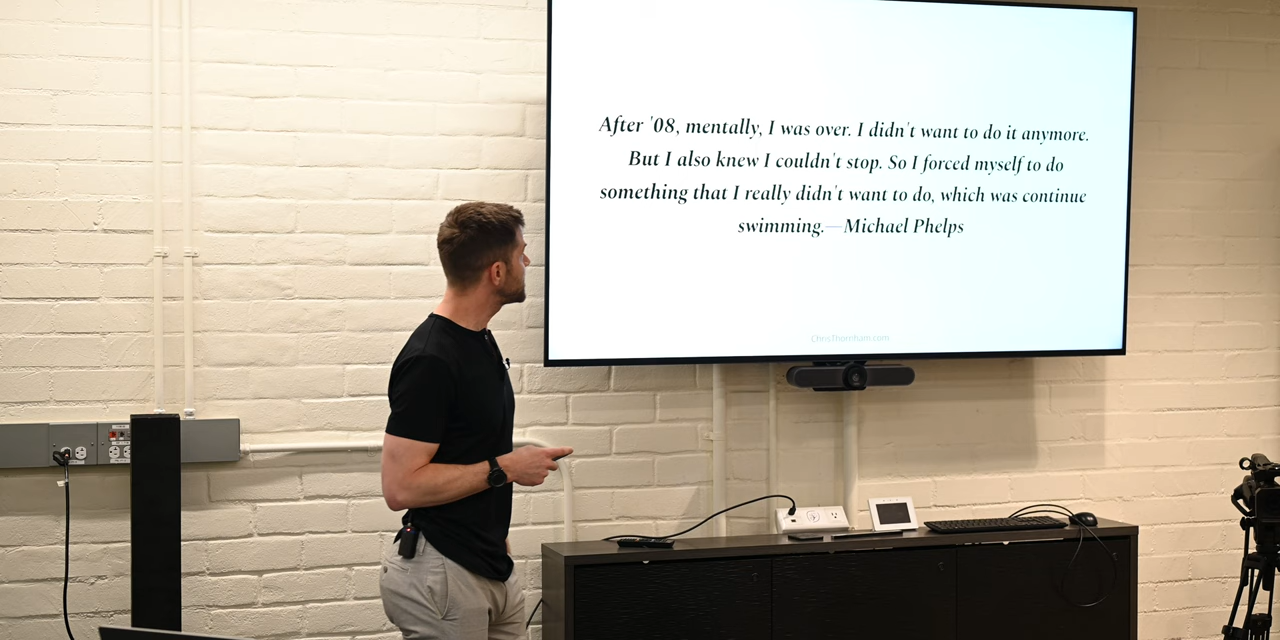 After '08, mentally, I was over. I didn't want to do it anymore.
But I also knew I couldn't stop. So I forced myself to do
something that I really didn't want to do, which was continue
swimming.—Michael Phelps
ChrisThornham.com